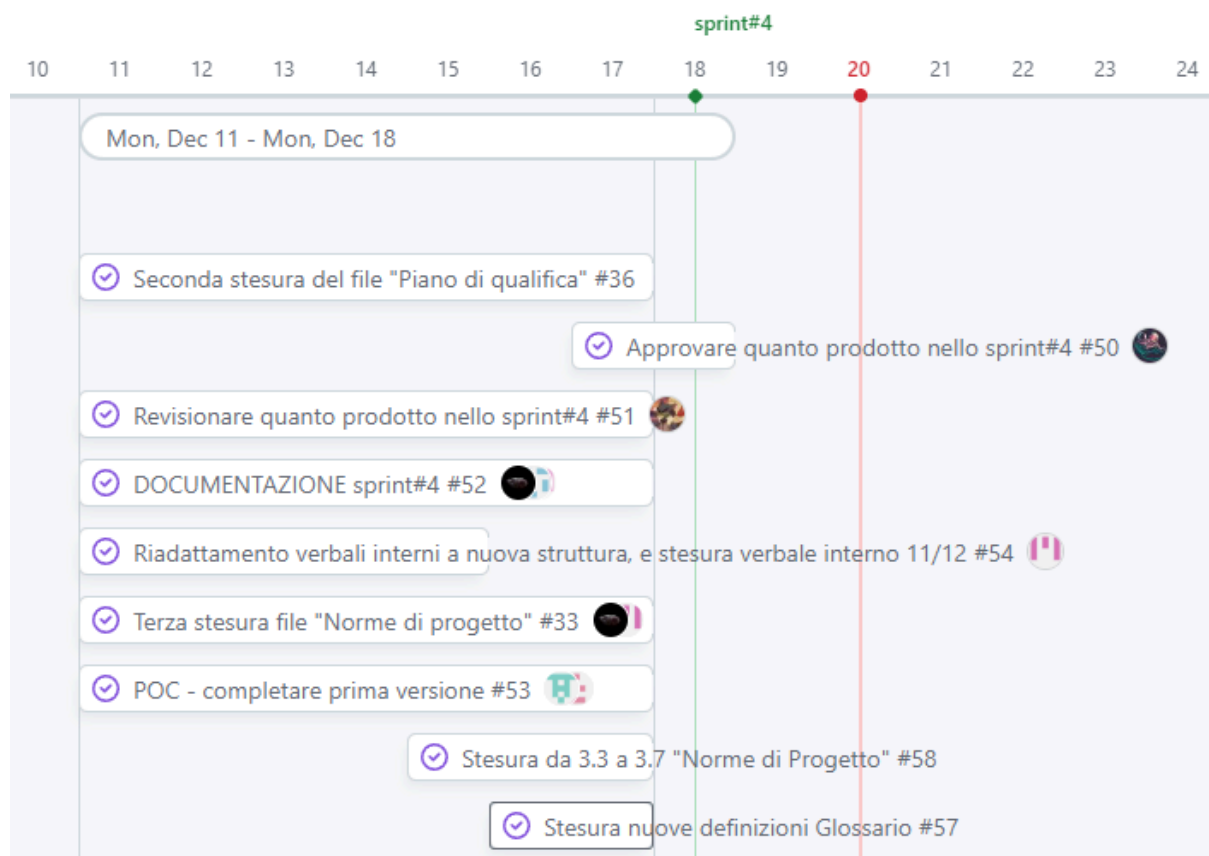 sprint#4
10 11 12 13 14 15 16 17 18 19 20 21 22 23 24
Mon, Dec 11 - Mon, Dec 18
Seconda stesura del file "Piano di qualifica" #36
Approvare quanto prodotto nello sprint#4 #50
Revisionare quanto prodotto nello sprint#4 #51
DOCUMENTAZIONE sprint#4 #52
Riadattamento verbali interni a nuova struttura, e stesura verbale interno 11/12 #54
Terza stesura file "Norme di progetto" #33
POC - completare prima versione #53
Stesura da 3.3 a 3.7 "Norme di Progetto" #58
Stesura nuove definizioni Glossario #57